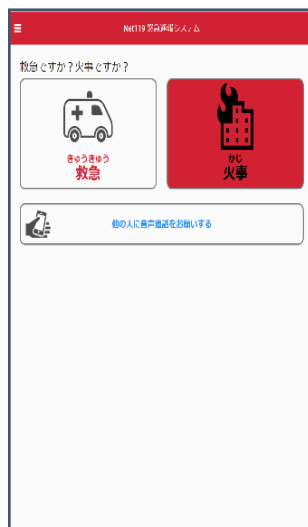 Net119 緊急通報システム
救急ですか？火事ですか？
きゅうきゅう
救急
かじ
火事
他の人に音声通話をお願いする